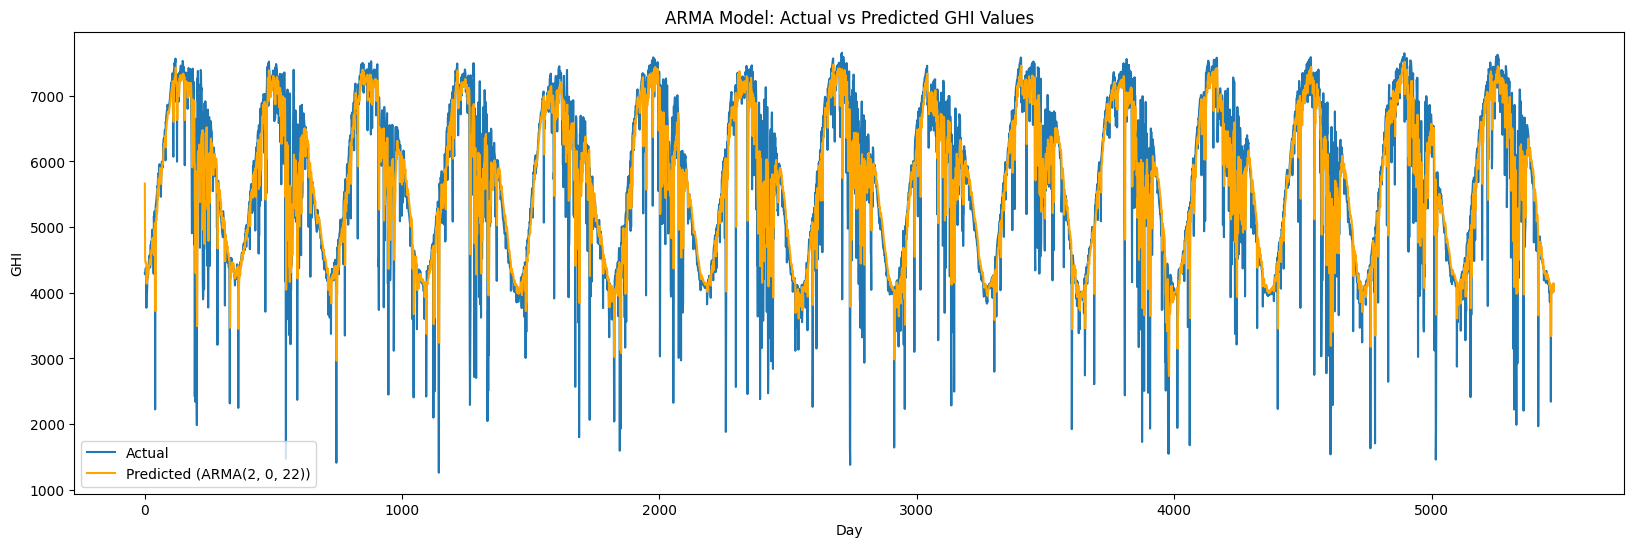 ARMA Model: Actual vs Predicted GHI Values
GHI
7000
6000
5000
4000
3000
2000
1000
Actual
Predicted (ARMA(2, 0, 22))
0
1000
2000
3000
4000
5000
Day